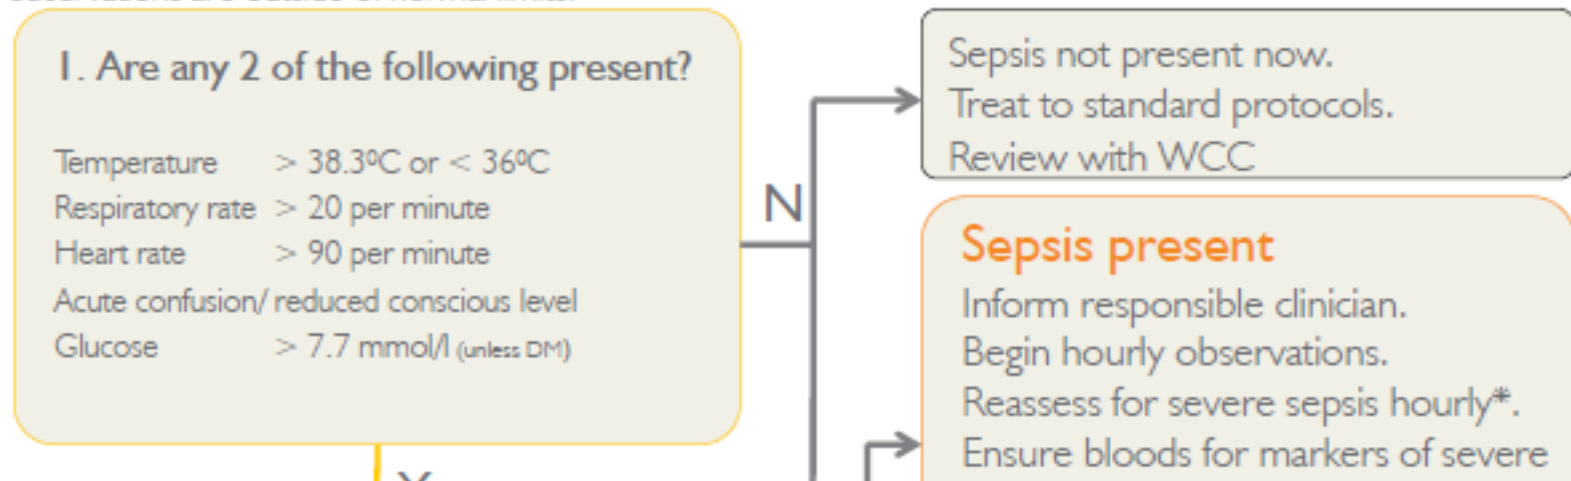 1. Are any 2 of the following present?
Temperature > 38.3⁰C or < 36⁰C
Respiratory rate > 20 per minute
Heart rate > 90 per minute
Acute confusion/ reduced conscious level
Glucose > 7.7 mmol/l (unless DM)
N
Sepsis not present now.
Treat to standard protocols.
Review with WCC
Sepsis present
Inform responsible clinician.
Begin hourly observations.
Reassess for severe sepsis hourly*.
Ensure bloods for markers of severe